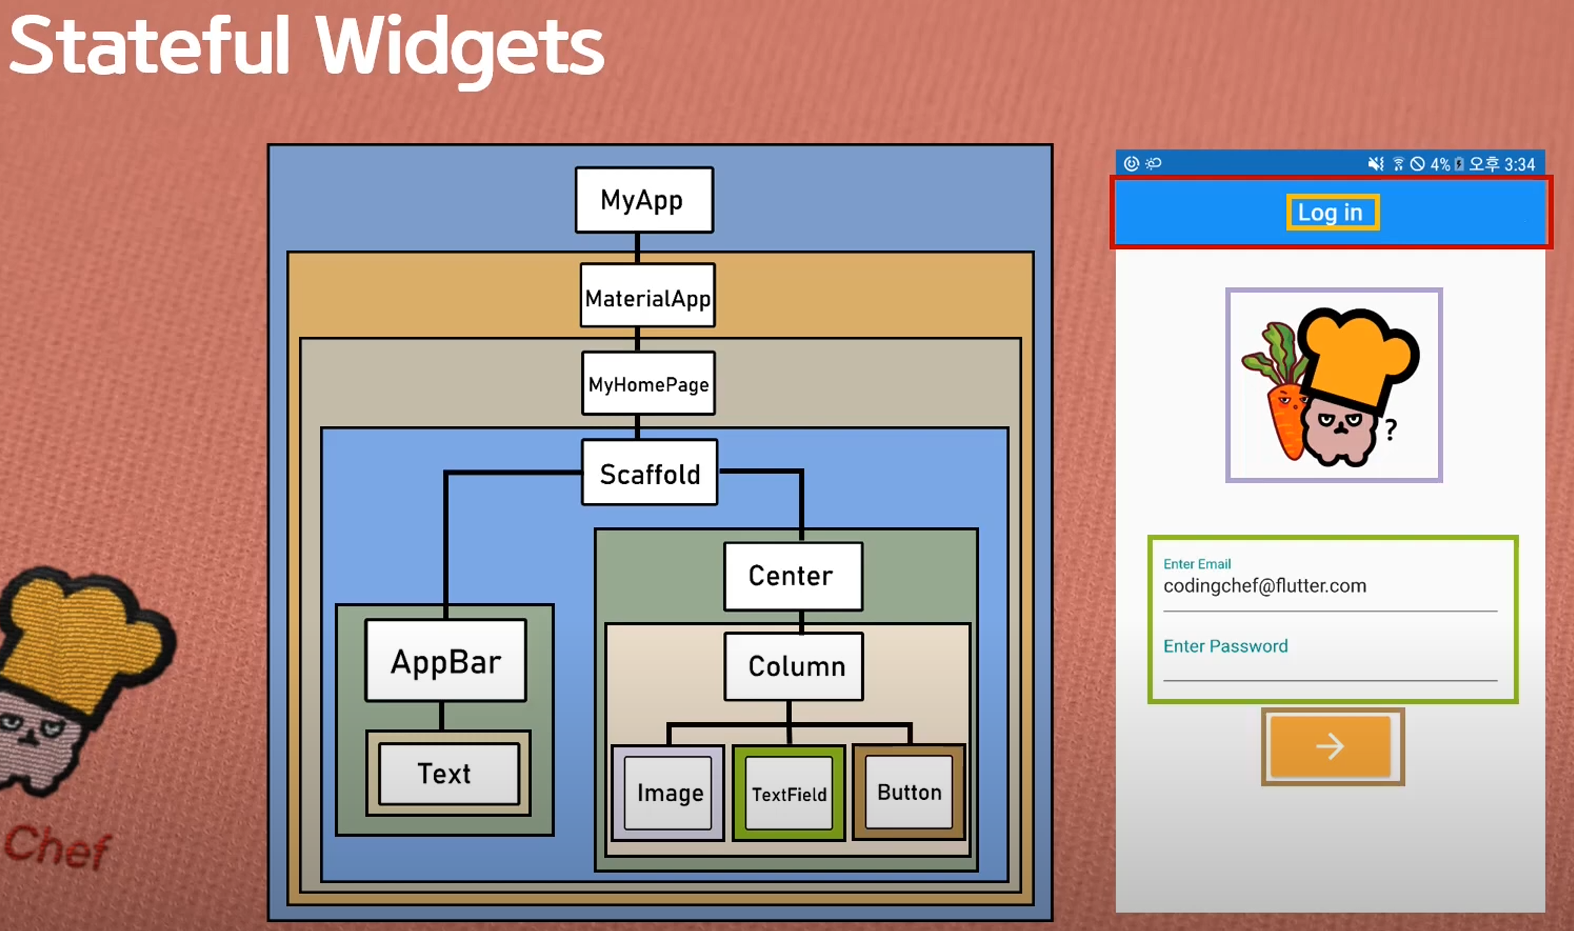 Stateful Widgets
MyApp
MaterialApp
MyHomePage
Scaffold
Center
AppBar
Column
Text
Image
TextField
Button
4% 오후 3:34
Log in
?
Enter Email
codingchef@flutter.com
Enter Password
Chef